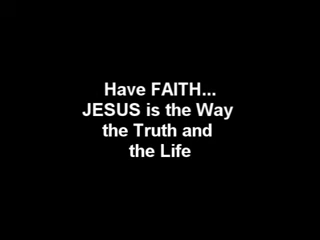 Have FAITH...
JESUS is the Way
the Truth and
the Life